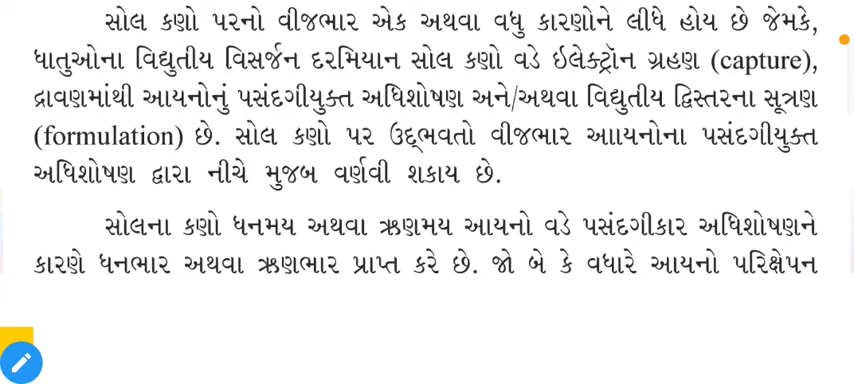 સોલ કણો પરનો વીજભાર એક અથવા વધુ કારણોને લીધે હોય છે જેમકે,
ધાતુઓના વિદ્યુતીય વિસર્જન દરમિયાન સોલ કણો વડે ઇલેક્ટ્રૉન ગ્રહણ (capture),
દ્રાવણમાંથી આયનોનું પસંદગીયુક્ત અધિશોષણ અને/અથવા વિદ્યુતીય દ્વિસ્તરના સૂત્રણ
(formulation) છે. સોલ કણો પર ઉદ્ભવતો વીજભાર આાયનોના પસંદગીયુક્ત
અધિશોષણ દ્વારા નીચે મુજબ વર્ણવી શકાય છે.
સોલના કણો ધનમય અથવા ઋણમય આયનો વડે પસંદગીકાર અધિશોષણને
કારણે ધનભાર અથવા ઋણભાર પ્રાપ્ત કરે છે. જો બે કે વધારે આયનો પરિક્ષેપન